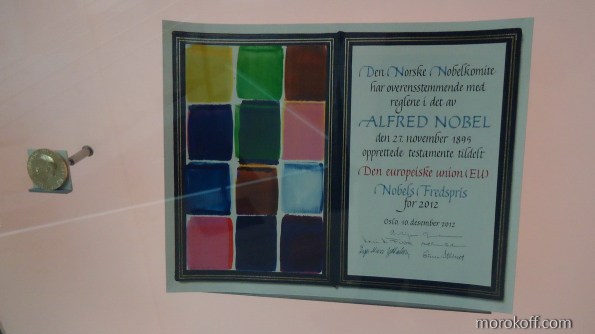 Den Norske Nobelkomite
har overensstemmende med
reglene i det av
ALFRED NOBEL
den 27. november 1895
opprettede testamente tildelt
Den europeiske union (EU)
Nobels Fredspris
for 2012
Oslo, 10. desember 2012
morokoff.com